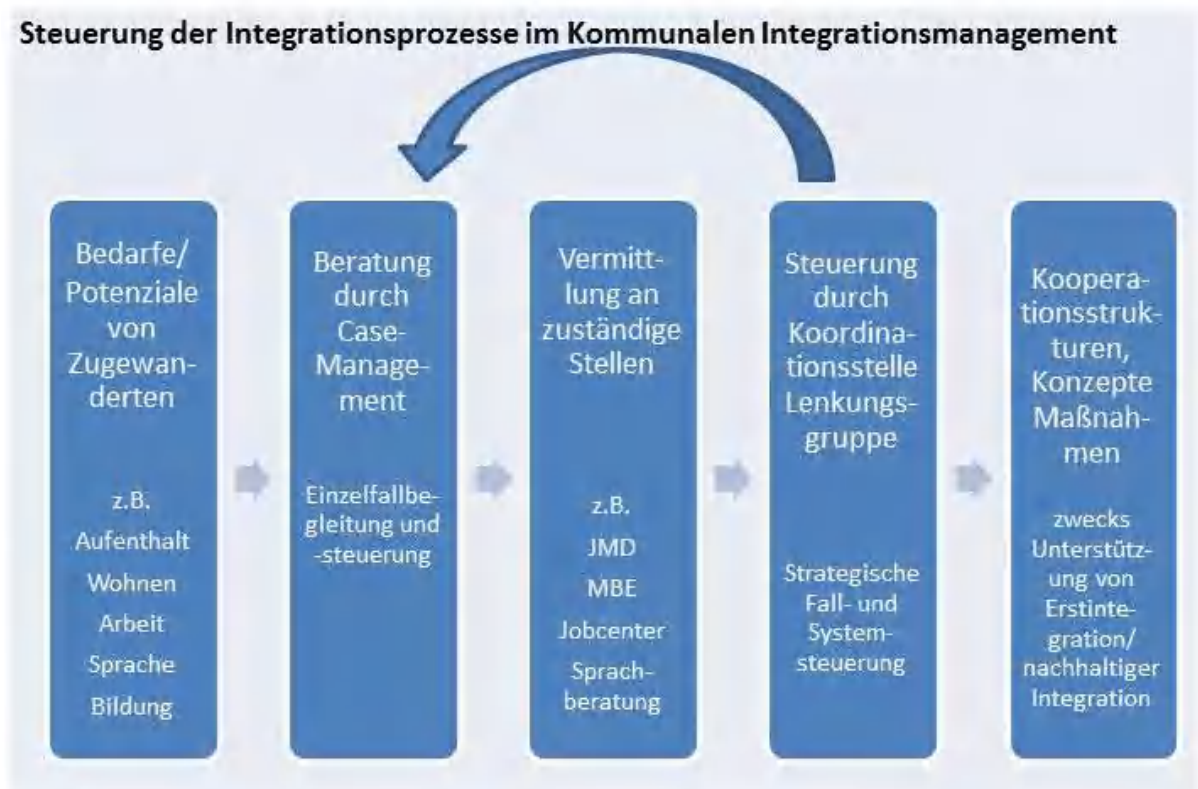 Steuerung der Integrationsprozesse im Kommunalen Integrationsmanagement
Bedarfe/
Potenziale
von
Zugewan-
derten
z.B.
Aufenthalt
Wohnen
Arbeit
Sprache
Bildung
Beratung
durch
Case-
Manage-
ment
Einzelfallbe-
gleitung und
-steuerung
Vermitt-
lung an
zuständige
Stellen
z.B.
JMD
MBE
Jobcenter
Sprach-
beratung
Steuerung
durch
Koordina-
tionsstelle
Lenkungs-
gruppe
Strategische
Fall- und
System-
steuerung
Koopera-
tionsstruk-
turen,
Konzepte
Maßnah-
men
zwecks
Unterstütz-
ung von
Erstinte-
gration/
nachhaltiger
Integration